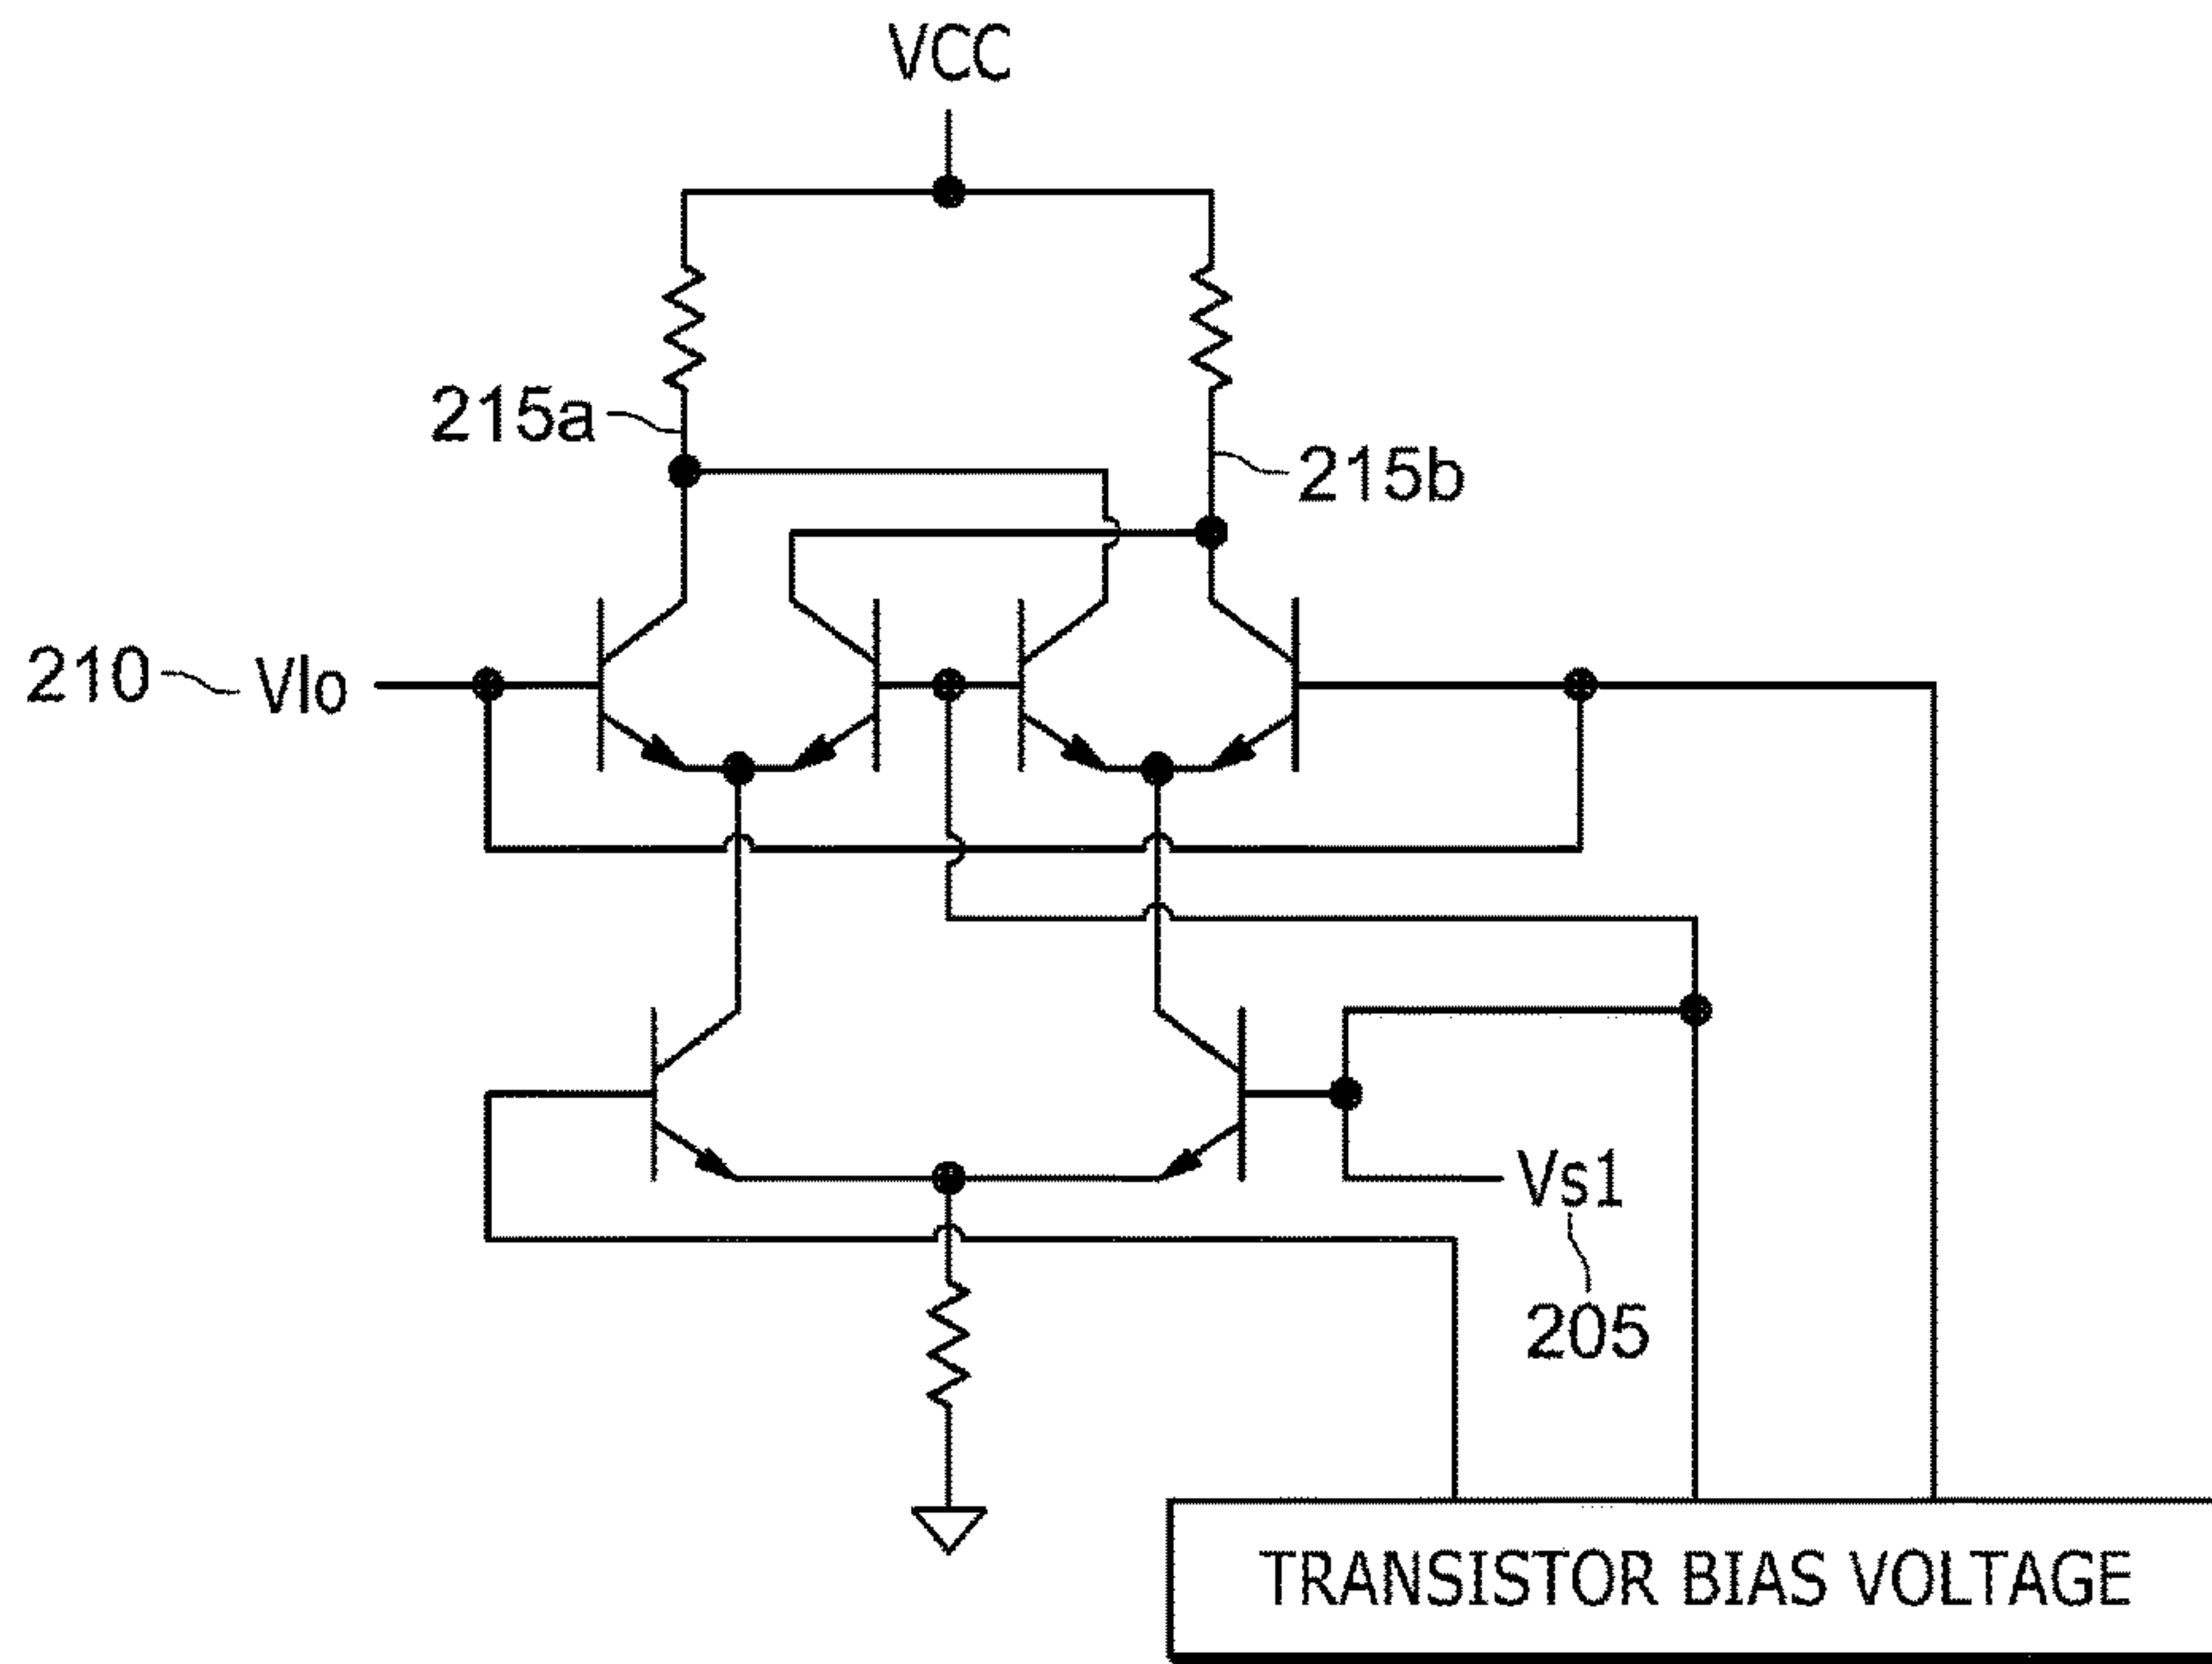 VCC
215a
215b
210 Vlo
Vs1
205
TRANSISTOR BIAS VOLTAGE